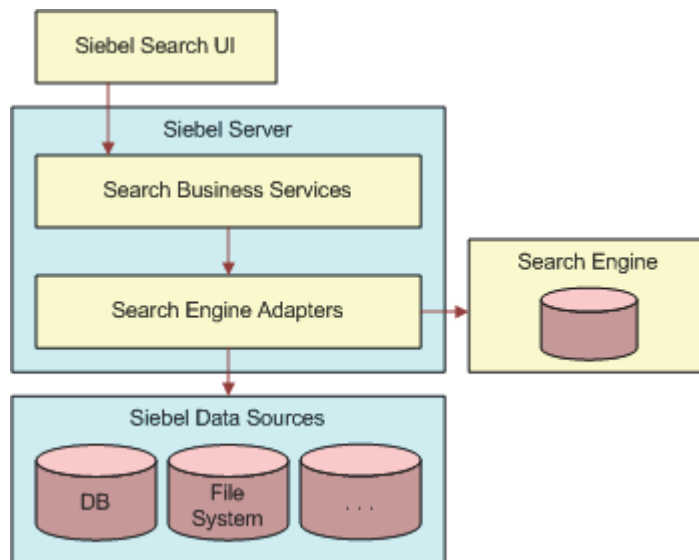 Siebel Search UI
Siebel Server
Search Business Services
Search Engine Adapters
Search Engine
Siebel Data Sources
DB
File
System
. . .